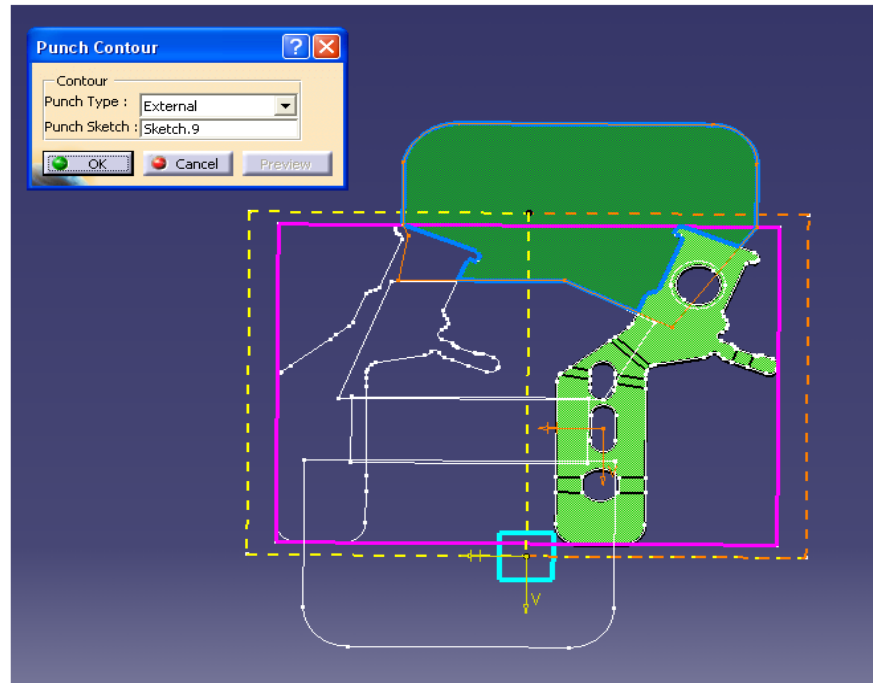 Punch Contour
Contour
Punch Type : External
Punch Sketch : Sketch.9
OK Cancel Preview
V